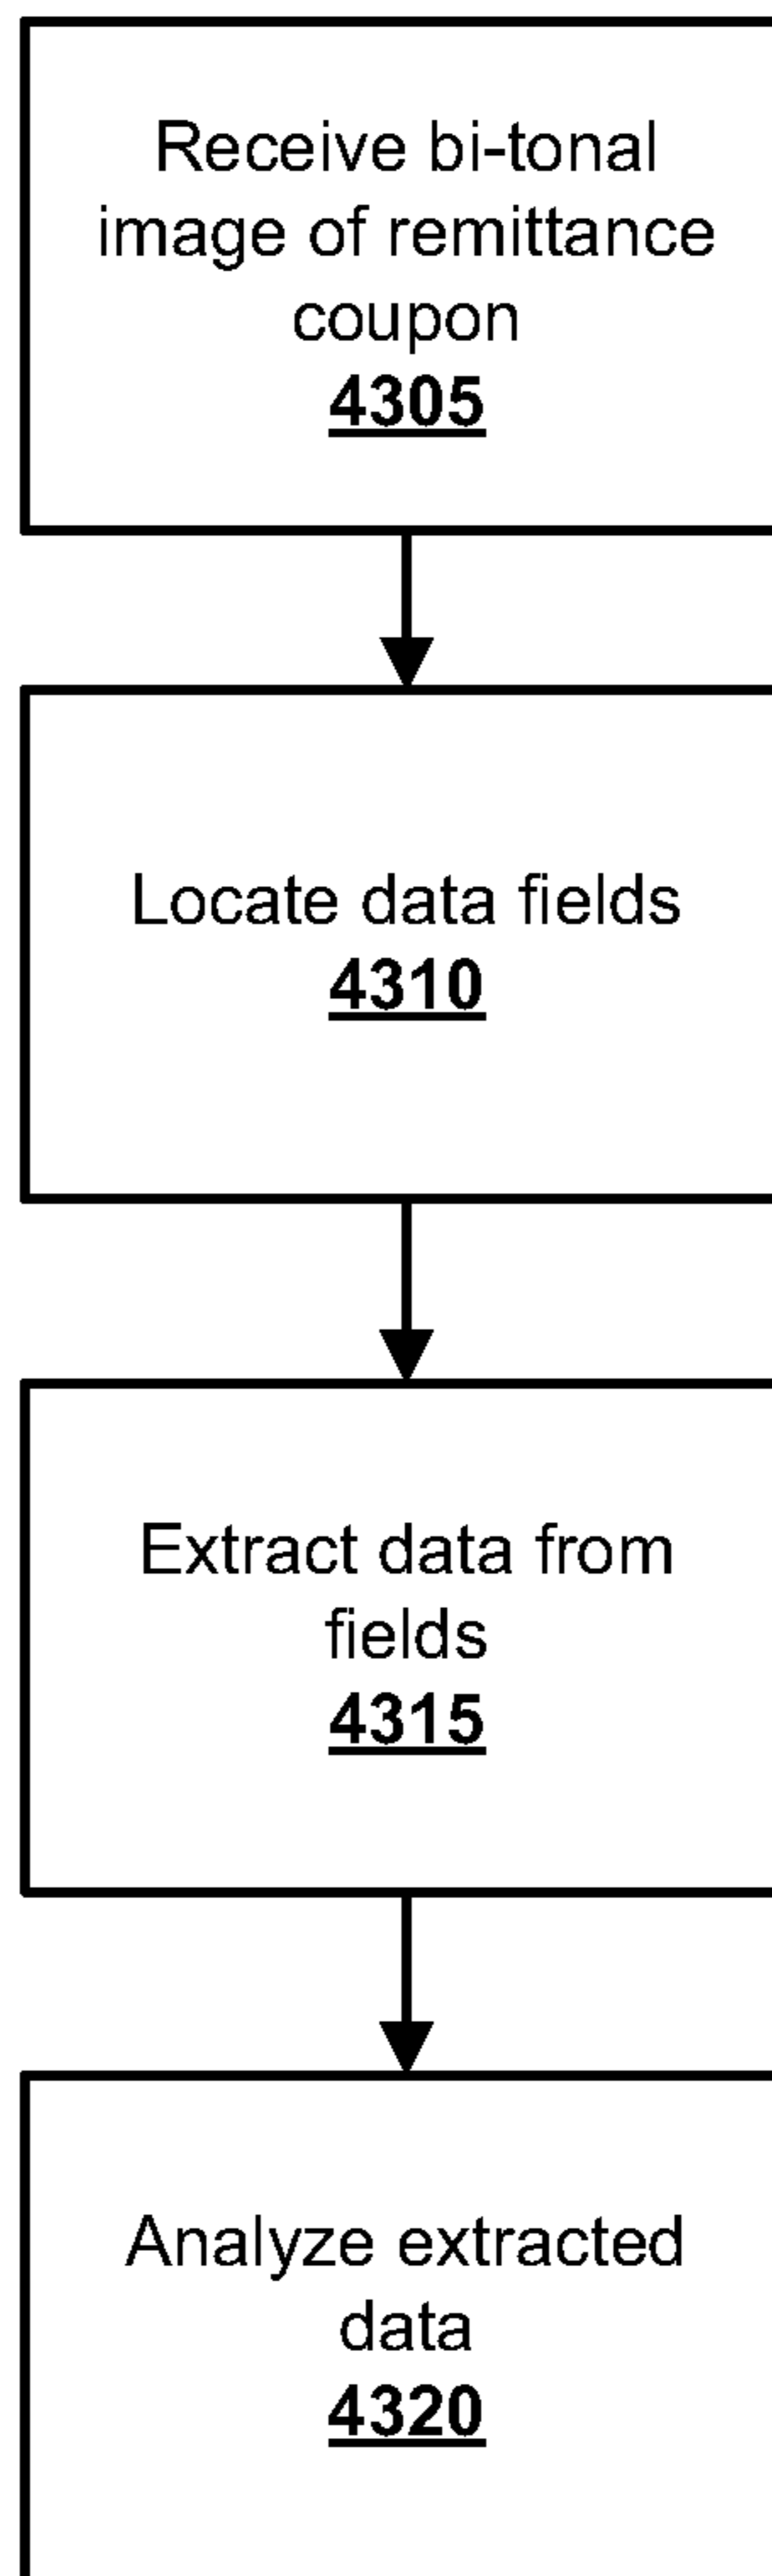 Receive bi-tonal
image of remittance
coupon
4305
Locate data fields
4310
Extract data from
fields
4315
Analyze extracted
data
4320